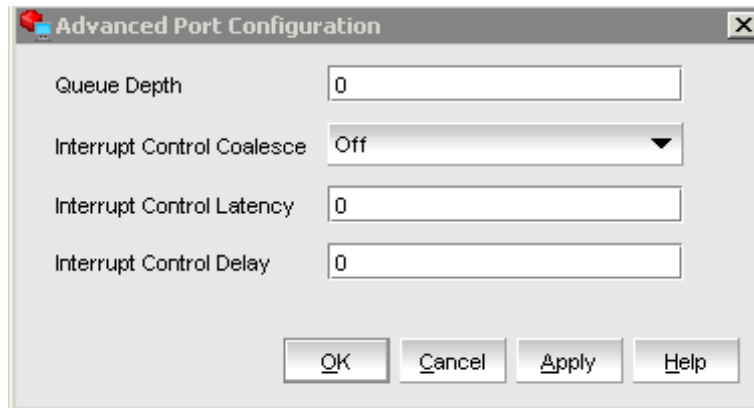 Advanced Port Configuration
Queue Depth 0
Interrupt Control Coalesce Off
Interrupt Control Latency 0
Interrupt Control Delay 0
OK Cancel Apply Help